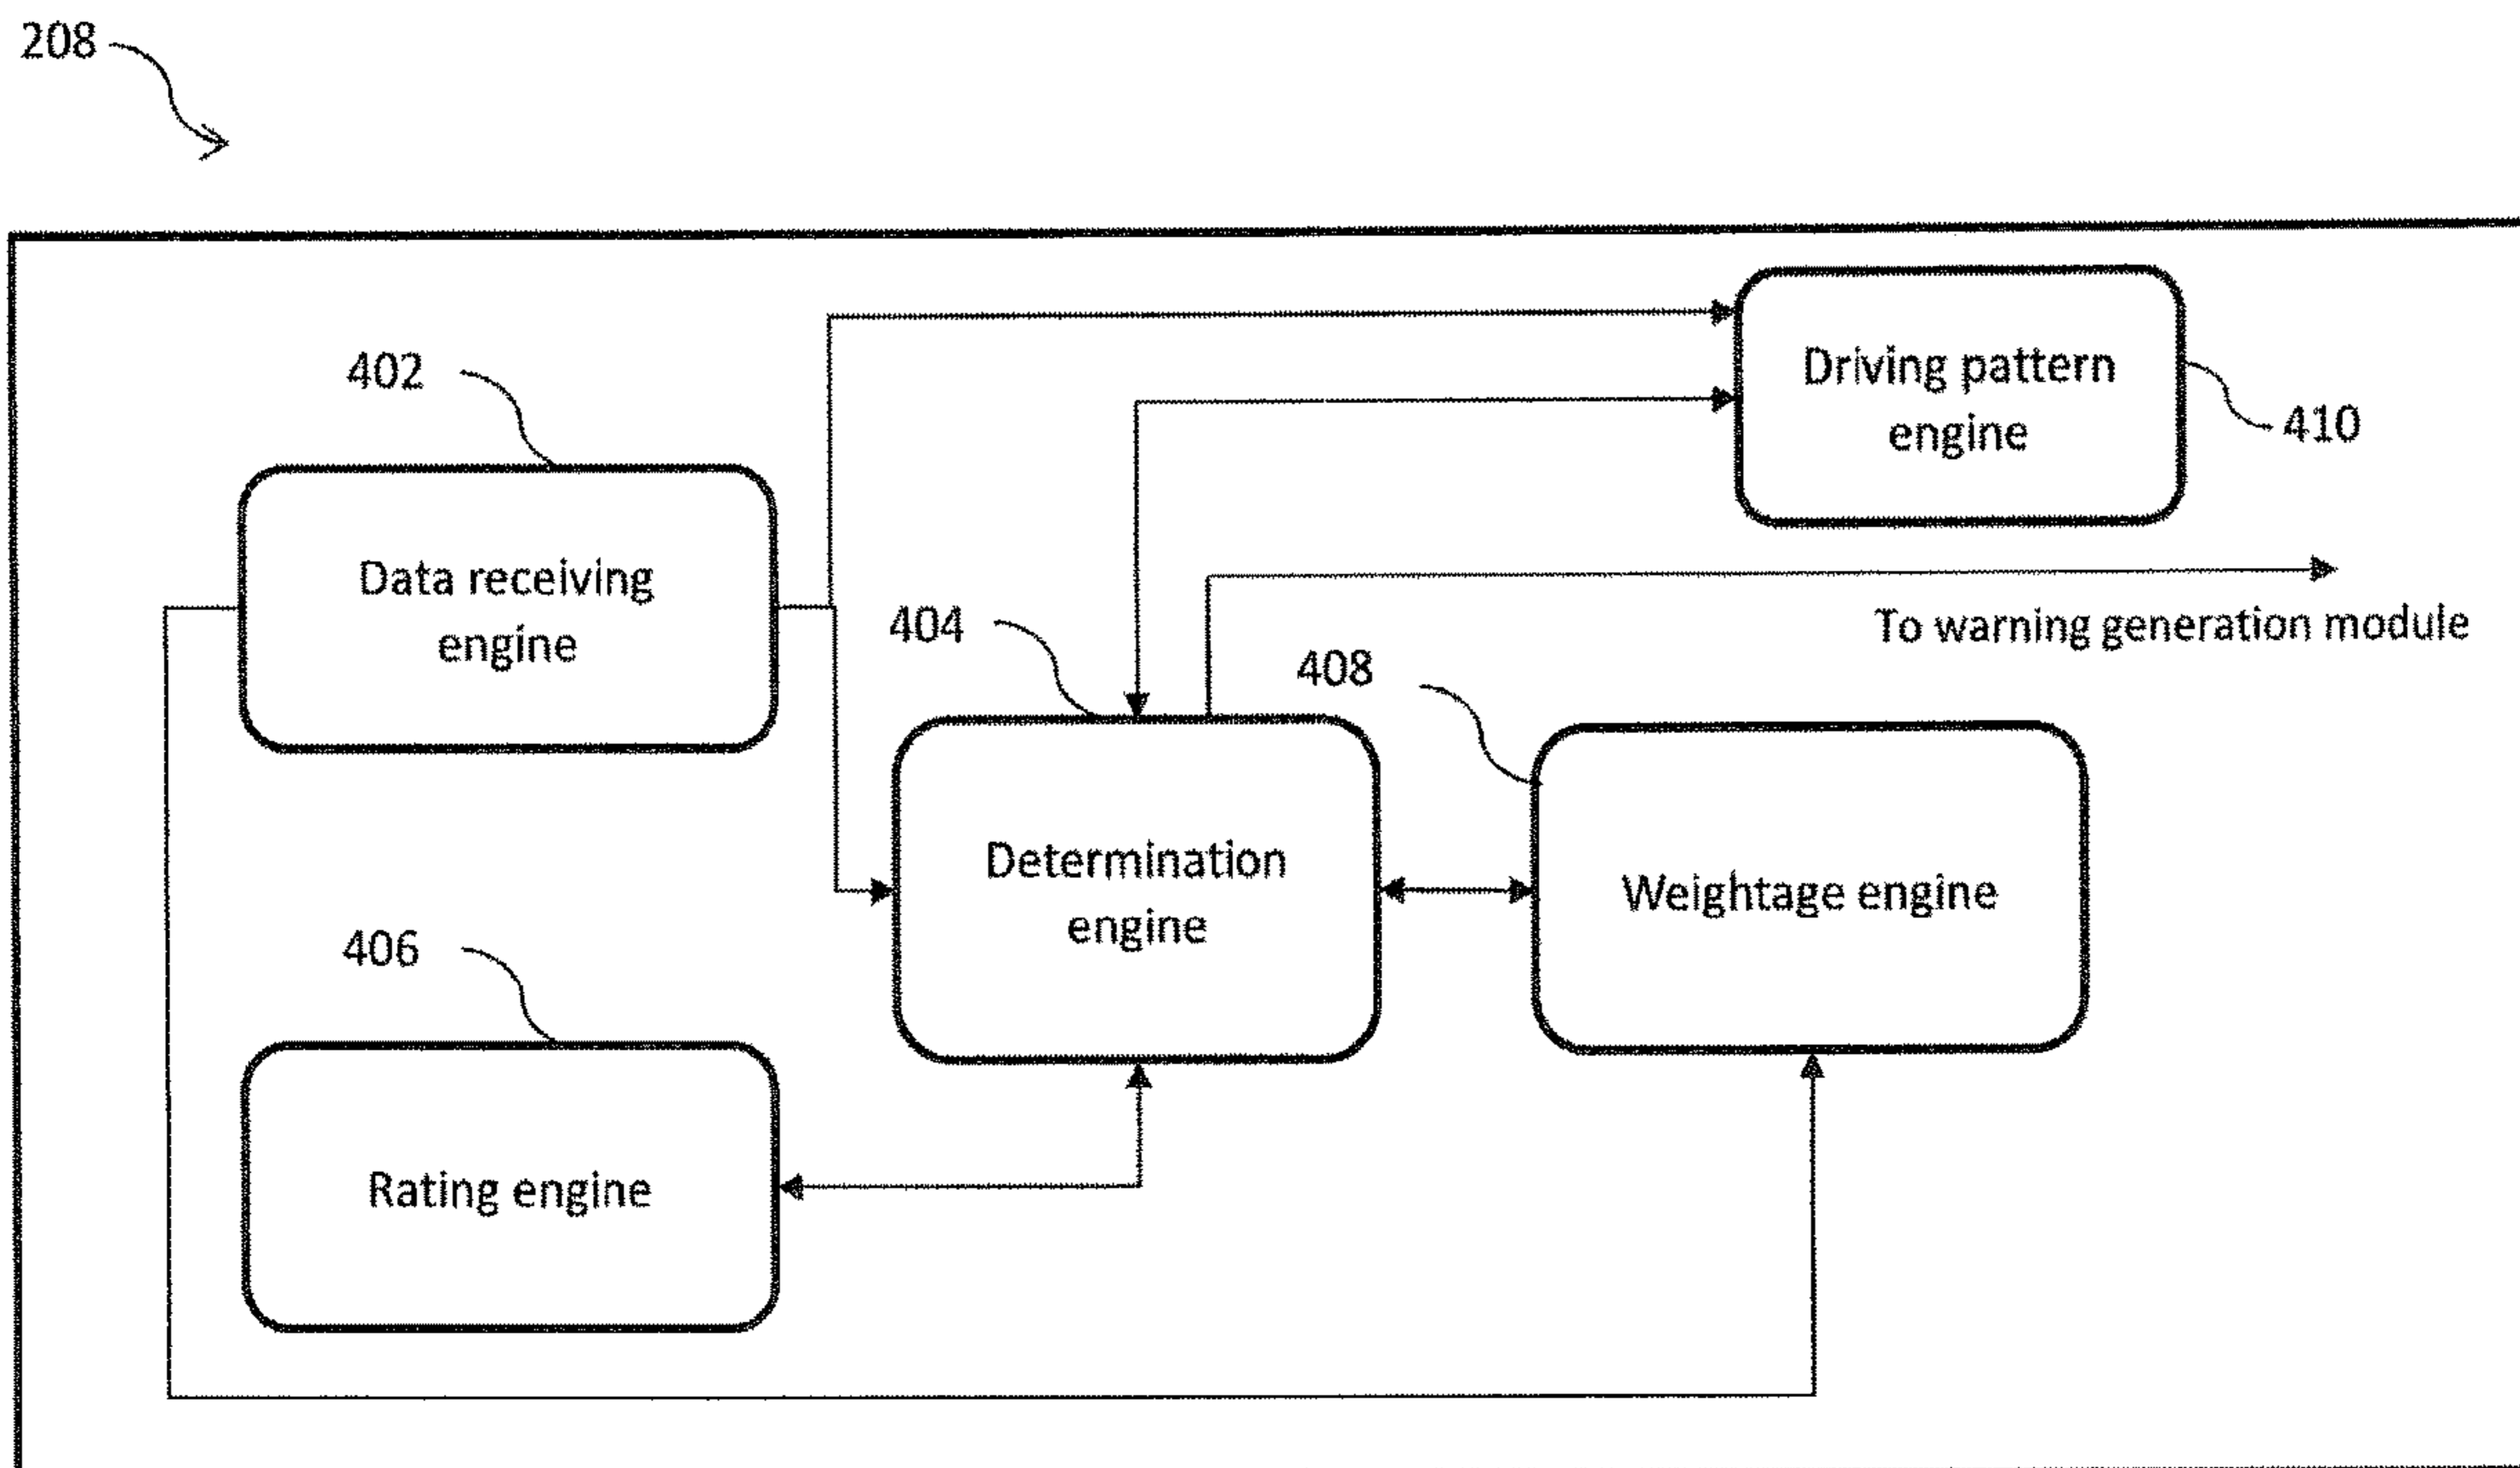 208
402
Driving pattern
engine
410
Data receiving
engine
404
To warning generation module
408
Determination
engine
Weightage engine
406
Rating engine